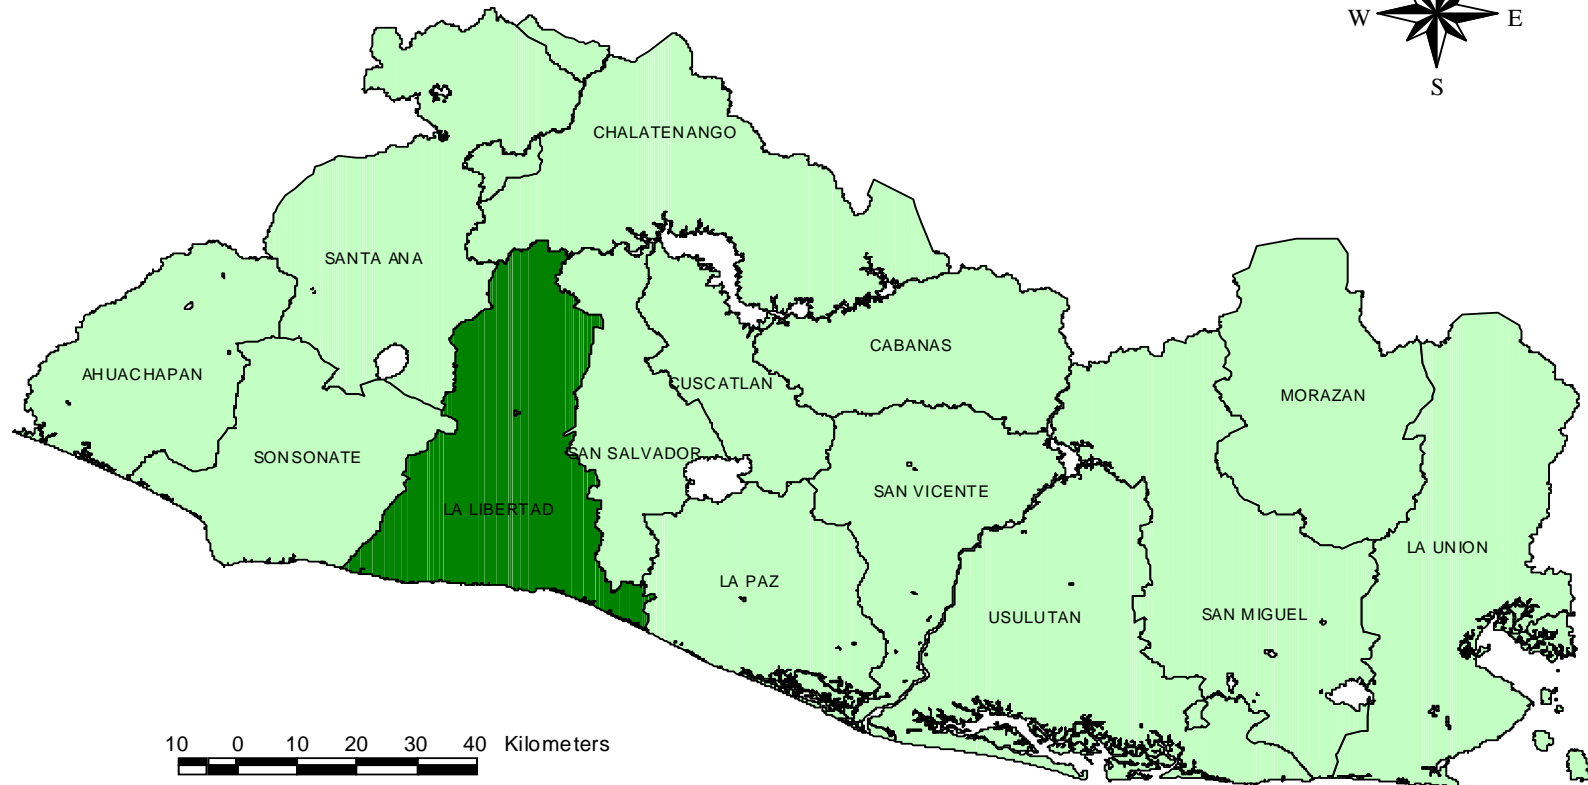 W E
S
CHALATENANGO
SANTA ANA
CABANAS
AHUACHAPAN
CUSCATLAN
MORAZAN
SONSONATE
SAN SALVADOR
SAN VICENTE
LA LIBERTAD
LA UNION
LA PAZ
USULUTAN
SAN MIGUEL
10 0 10 20 30 40 Kilometers